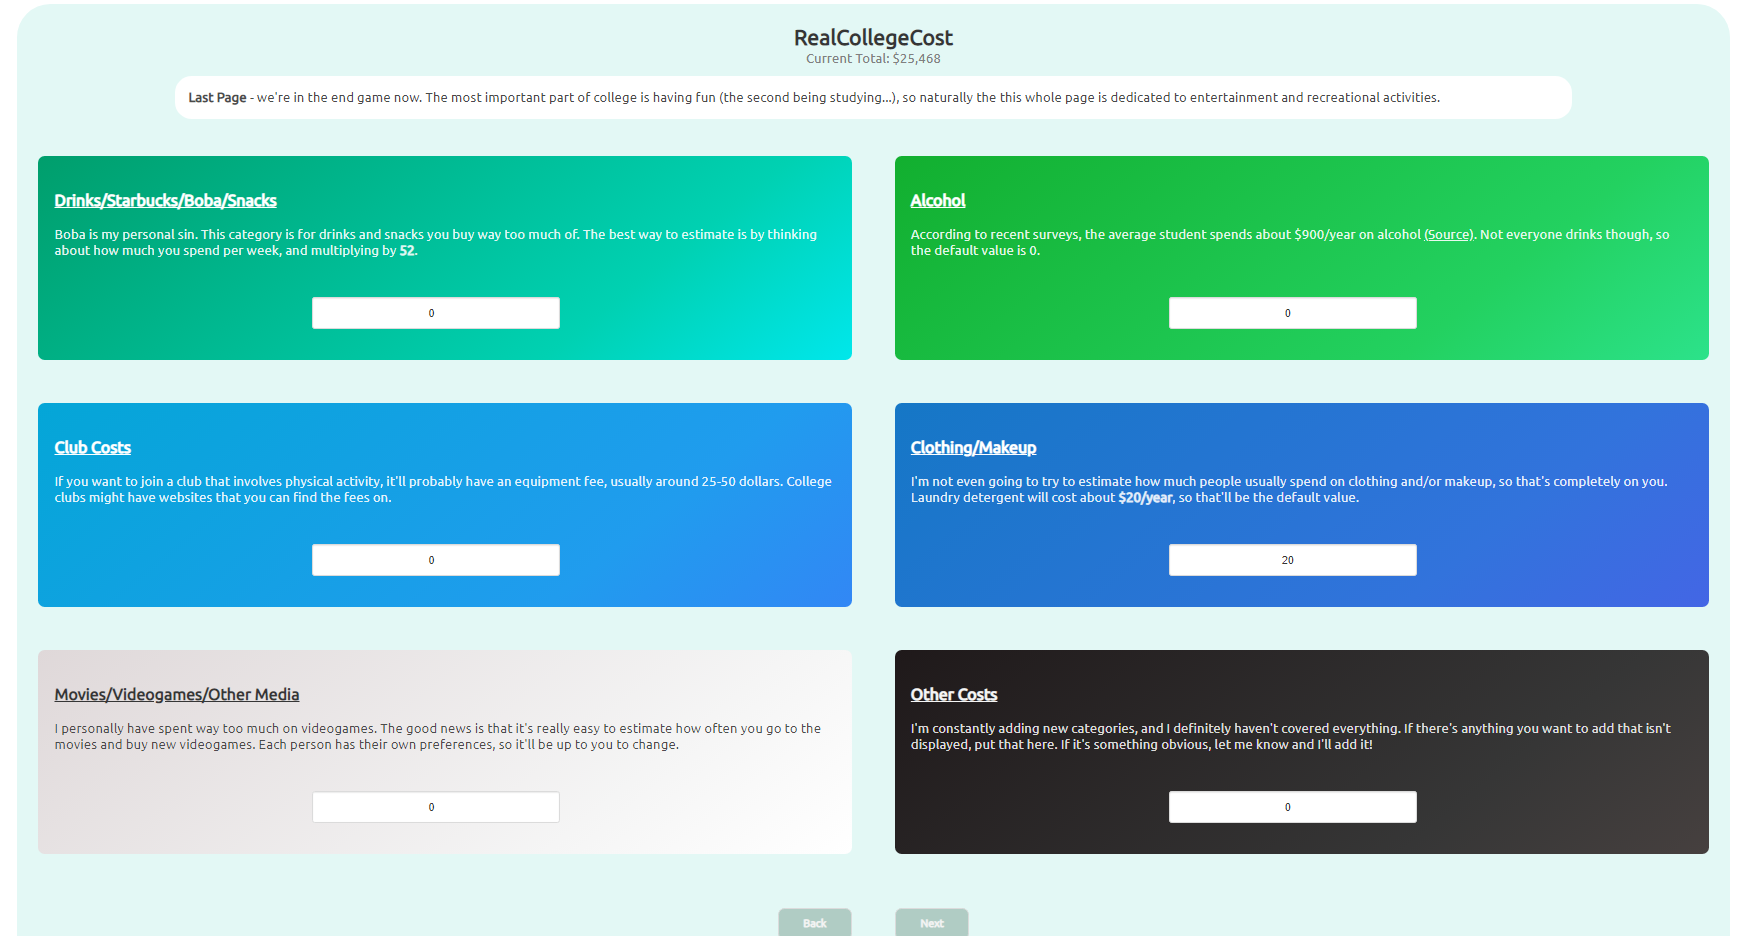 RealCollegeCost
Current Total: $25,468
Last Page - we're in the end game now. The most important part of college is having fun (the second being studying...), so naturally the this whole page is dedicated to entertainment and recreational activities.
Drinks/Starbucks/Boba/Snacks
Boba is my personal sin. This category is for drinks and snacks you buy way too much of. The best way to estimate is by thinking
about how much you spend per week, and multiplying by 52.
0
Alcohol
According to recent surveys, the average student spends about $900/year on alcohol (Source). Not everyone drinks though, so
the default value is 0.
0
Club Costs
If you want to join a club that involves physical activity, it'll probably have an equipment fee, usually around 25-50 dollars. College
clubs might have websites that you can find the fees on.
0
Clothing/Makeup
I'm not even going to try to estimate how much people usually spend on clothing and/or makeup, so that's completely on you.
Laundry detergent will cost about $20/year, so that'll be the default value.
20
Movies/Videogames/Other Media
I personally have spent way too much on videogames. The good news is that it's really easy to estimate how often you go to the
movies and buy new videogames. Each person has their own preferences, so it'll be up to you to change.
0
Other Costs
I'm constantly adding new categories, and I definitely haven't covered everything. If there's anything you want to add that isn't
displayed, put that here. If it's something obvious, let me know and I'll add it!
0
Back
Next